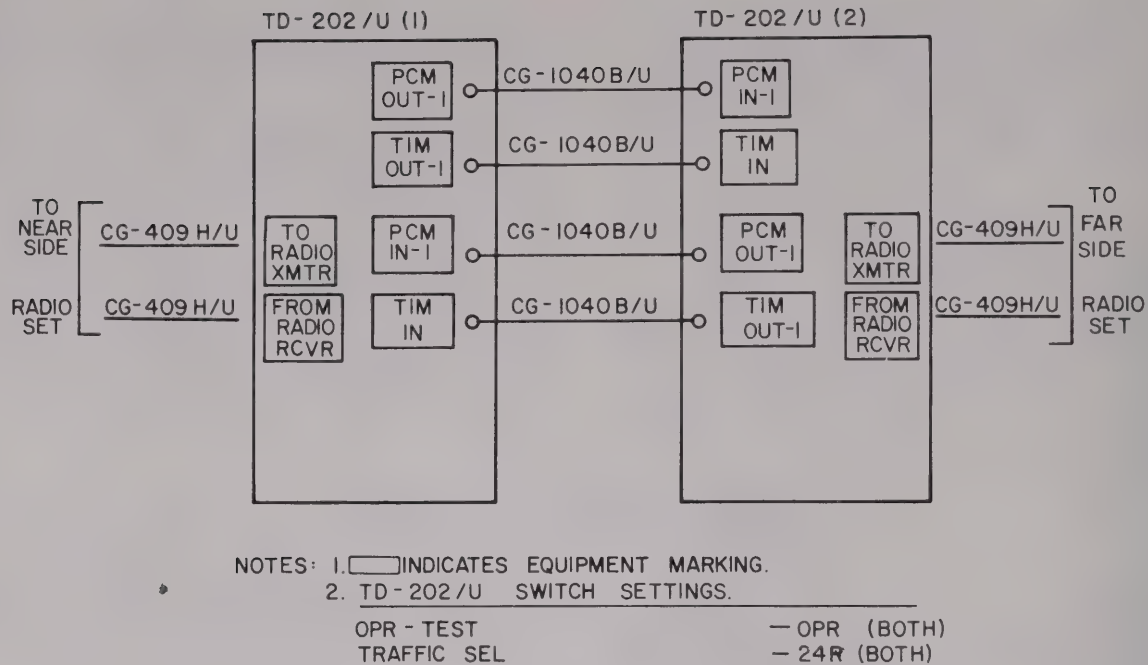 TD-202/U (1)
TD-202/U (2)
PCM
OUT-1
CG-1040B/U
PCM
IN-1
TIM
OUT-1
CG-1040B/U
TIM
IN
TO
NEAR
SIDE
RADIO
SET
CG-409H/U
CG-409H/U
TO
RADIO
XMTR
FROM
RADIO
RCVR
PCM
IN-1
CG-1040B/U
PCM
OUT-1
TIM
IN
CG-1040B/U
TIM
OUT-1
TO
RADIO
XMTR
FROM
RADIO
RCVR
CG-409H/U
CG-409H/U
TO
FAR
SIDE
RADIO
SET
NOTES: 1. INDICATES EQUIPMENT MARKING.
2. TD-202/U SWITCH SETTINGS.
OPR-TEST — OPR (BOTH)
TRAFFIC SEL — 24R (BOTH)